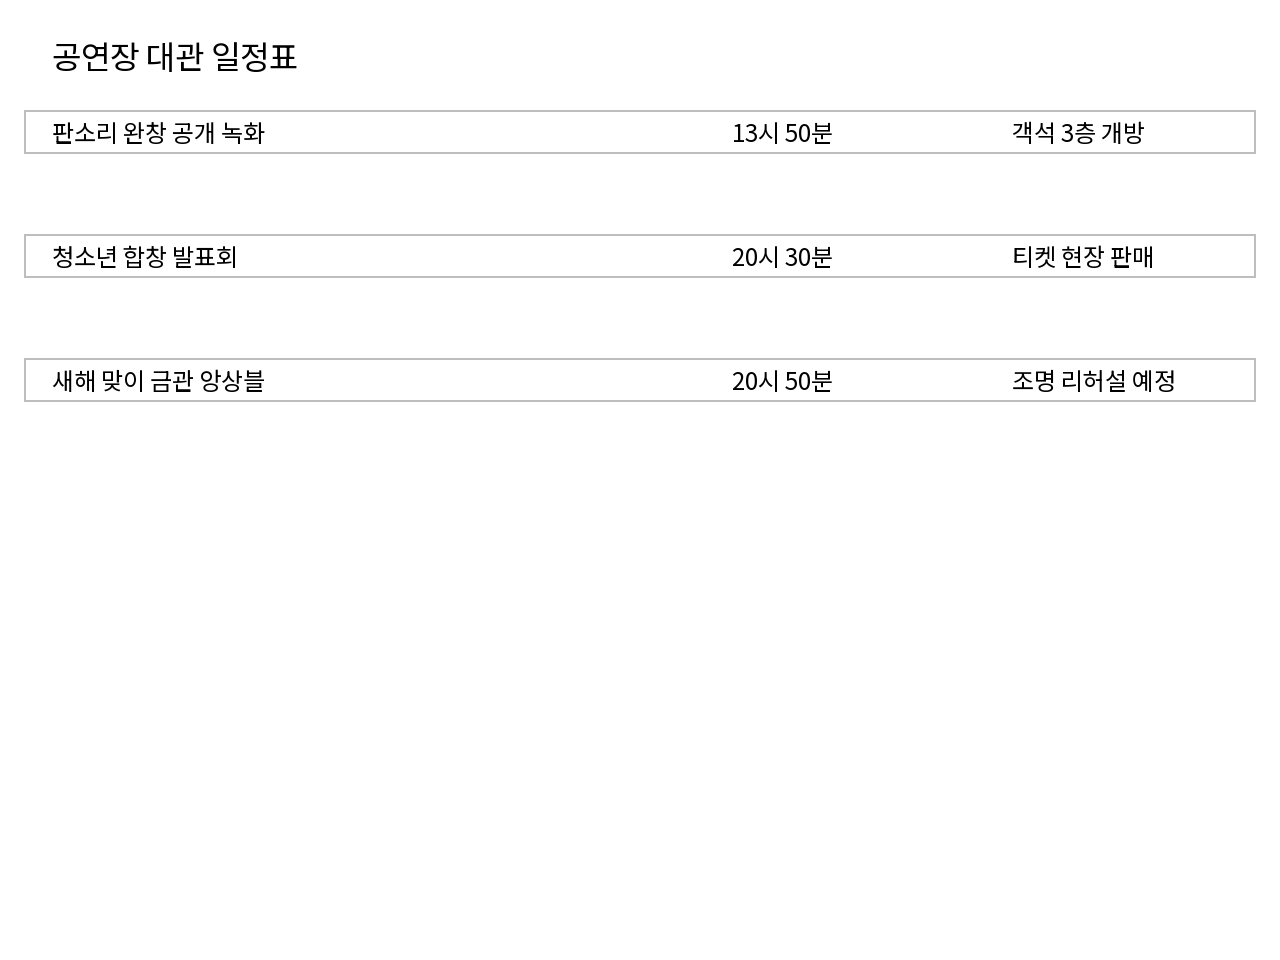 공연장 대관 일정표
판소리 완창 공개 녹화 13시 50분 객석 3층 개방
청소년 합창 발표회 20시 30분 티켓 현장 판매
새해 맞이 금관 앙상블 20시 50분 조명 리허설 예정